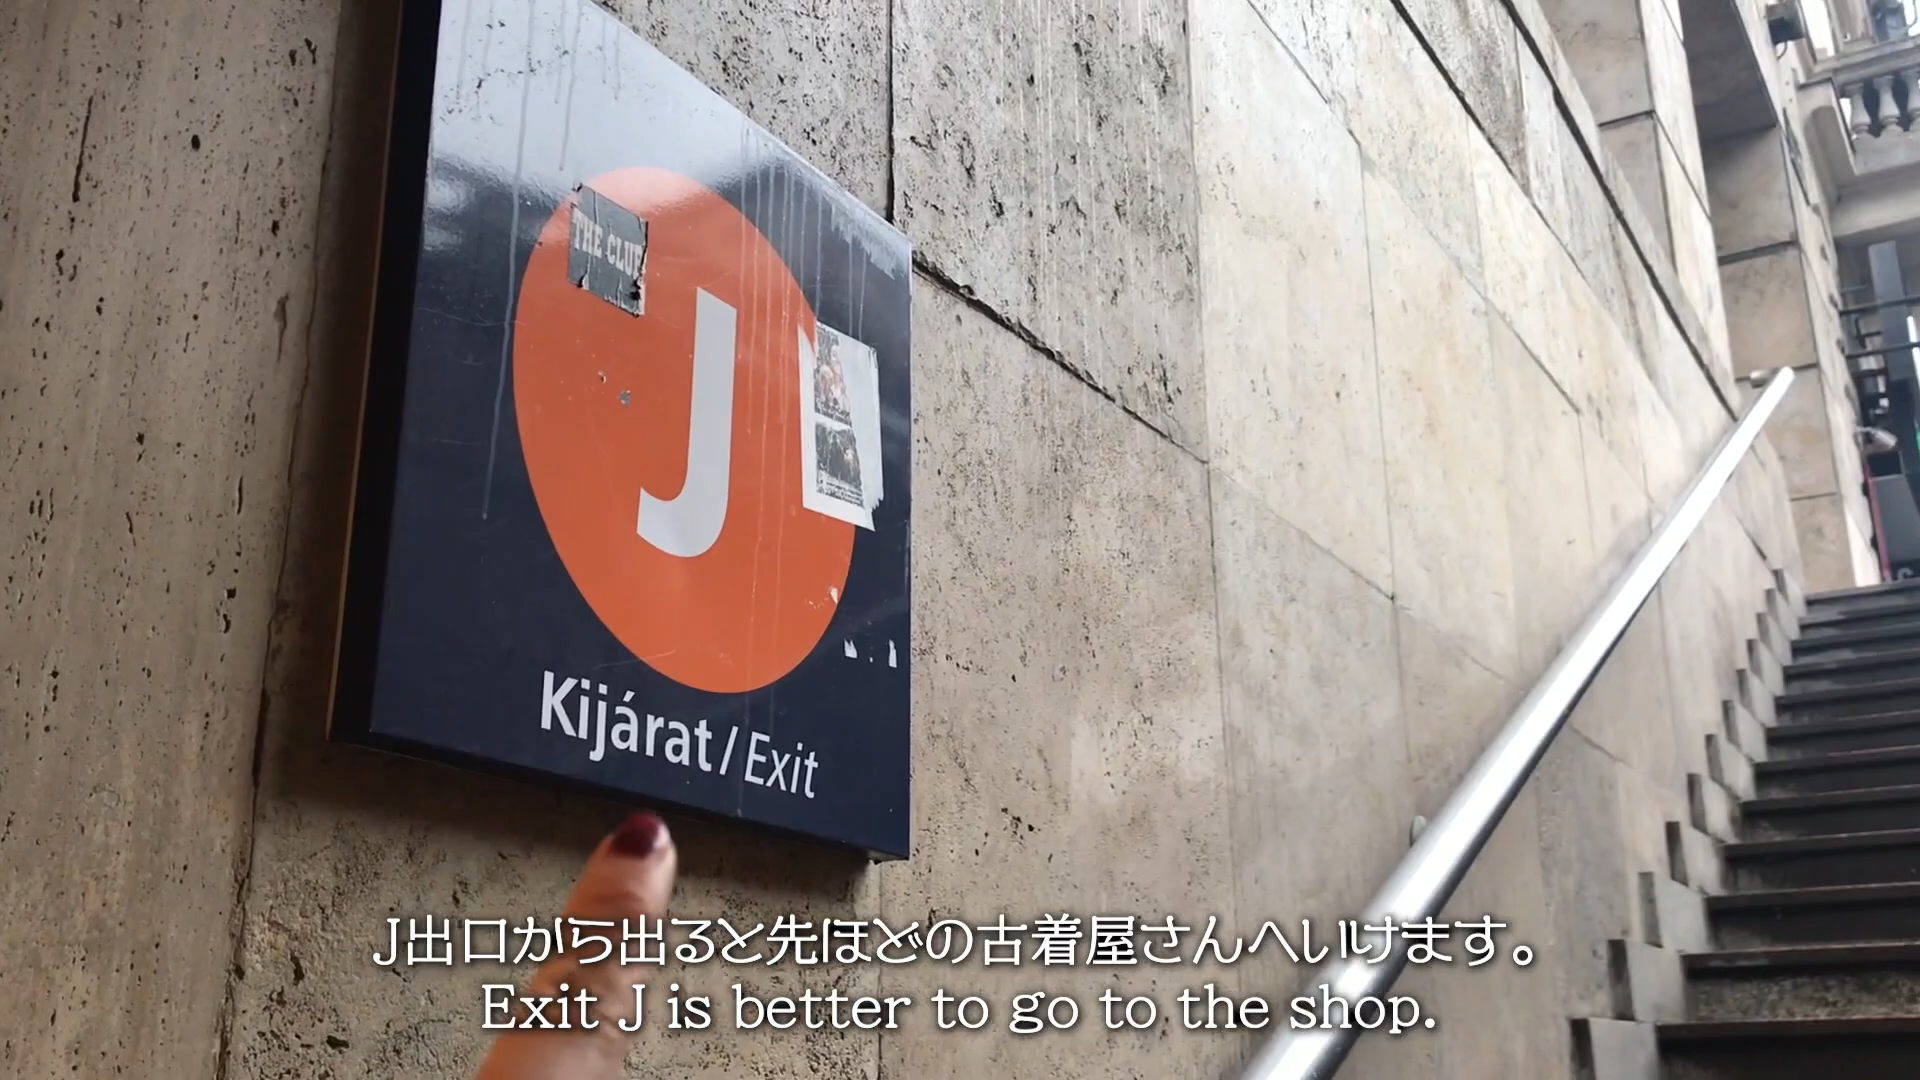 THE CLUB
J
Kijárat / Exit
J出口から出ると先ほどの古着屋さんへいけます。
Exit J is better to go to the shop.